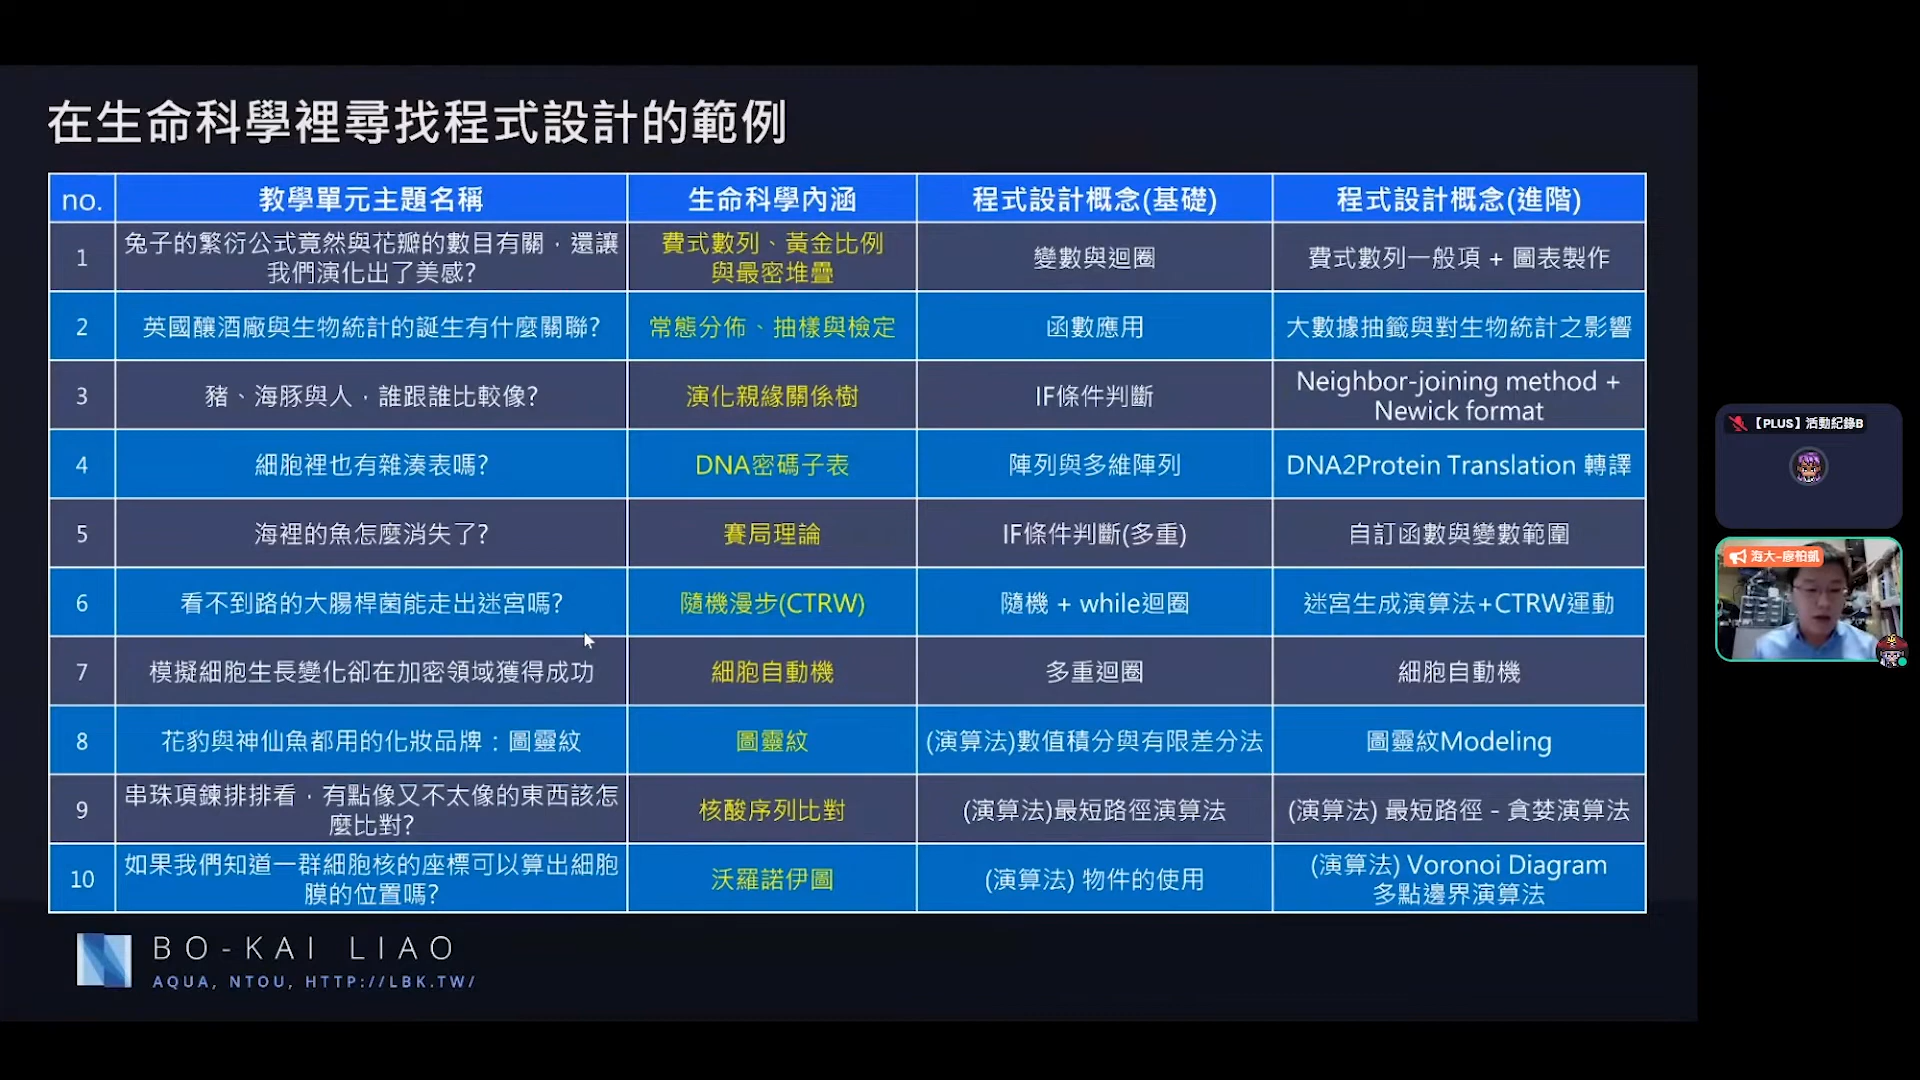 在生命科學裡尋找程式設計的範例
no. 教學單元主題名稱 生命科學內涵 程式設計概念(基礎) 程式設計概念(進階)
1 兔子的繁衍公式竟然與花瓣的數目有關，還讓
我們演化出了美感? 費式數列、黃金比例
與最密堆疊 變數與迴圈 費式數列一般項 + 圖表製作
2 英國釀酒廠與生物統計的誕生有什麼關聯? 常態分佈、抽樣與檢定 函數應用 大數據抽籤與對生物統計之影響
3 豬、海豚與人，誰跟誰比較像? 演化親緣關係樹 IF條件判斷 Neighbor-joining method +
Newick format
4 細胞裡也有雜湊表嗎? DNA密碼子表 陣列與多維陣列 DNA2Protein Translation 轉譯
5 海裡的魚怎麼消失了? 賽局理論 IF條件判斷(多重) 自訂函數與變數範圍
6 看不到路的大腸桿菌能走出迷宮嗎? 隨機漫步(CTRW) 隨機 + while迴圈 迷宮生成演算法+CTRW運動
7 模擬細胞生長變化卻在加密領域獲得成功 細胞自動機 多重迴圈 細胞自動機
8 花豹與神仙魚都用的化妝品牌：圖靈紋 圖靈紋 (演算法)數值積分與有限差分法 圖靈紋Modeling
9 串珠項鍊排排看，有點像又不太像的東西該怎
麼比對? 核酸序列比對 (演算法)最短路徑演算法 (演算法) 最短路徑 - 貪婪演算法
10 如果我們知道一群細胞核的座標可以算出細胞
膜的位置嗎? 沃羅諾伊圖 (演算法) 物件的使用 (演算法) Voronoi Diagram
多點邊界演算法
BO-KAI LIAO
AQUA, NTOU, HTTP://LBK.TW/
【PLUS】活動紀錄B
海大-廖柏凱